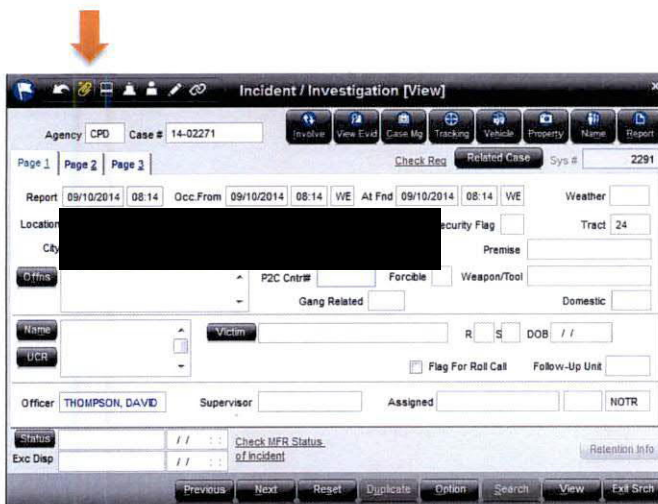 Incident / Investigation [View] x
Agency CPD Case # 14-02271 Involve View Evid Case Mg Tracking Vehicle Property Name Report
Page 1 Page 2 Page 3 Check Req Related Case Sys # 2291
Report 09/10/2014 08:14 Occ.From 09/10/2014 08:14 WE At Fnd 09/10/2014 08:14 WE Weather
Location ecurity Flag Tract 24
City Premise
Offns P2C Cntr# Forcible Weapon/Tool
Gang Related Domestic
Name Victim R S DOB / /
UCR Flag For Roll Call Follow-Up Unit
Officer THOMPSON, DAVID Supervisor Assigned NOTR
Status / / : : Check MFR Status
Exc Disp / / : : of Incident Retention Info
Previous Next Reset Duplicate Option Search View Exit Srch